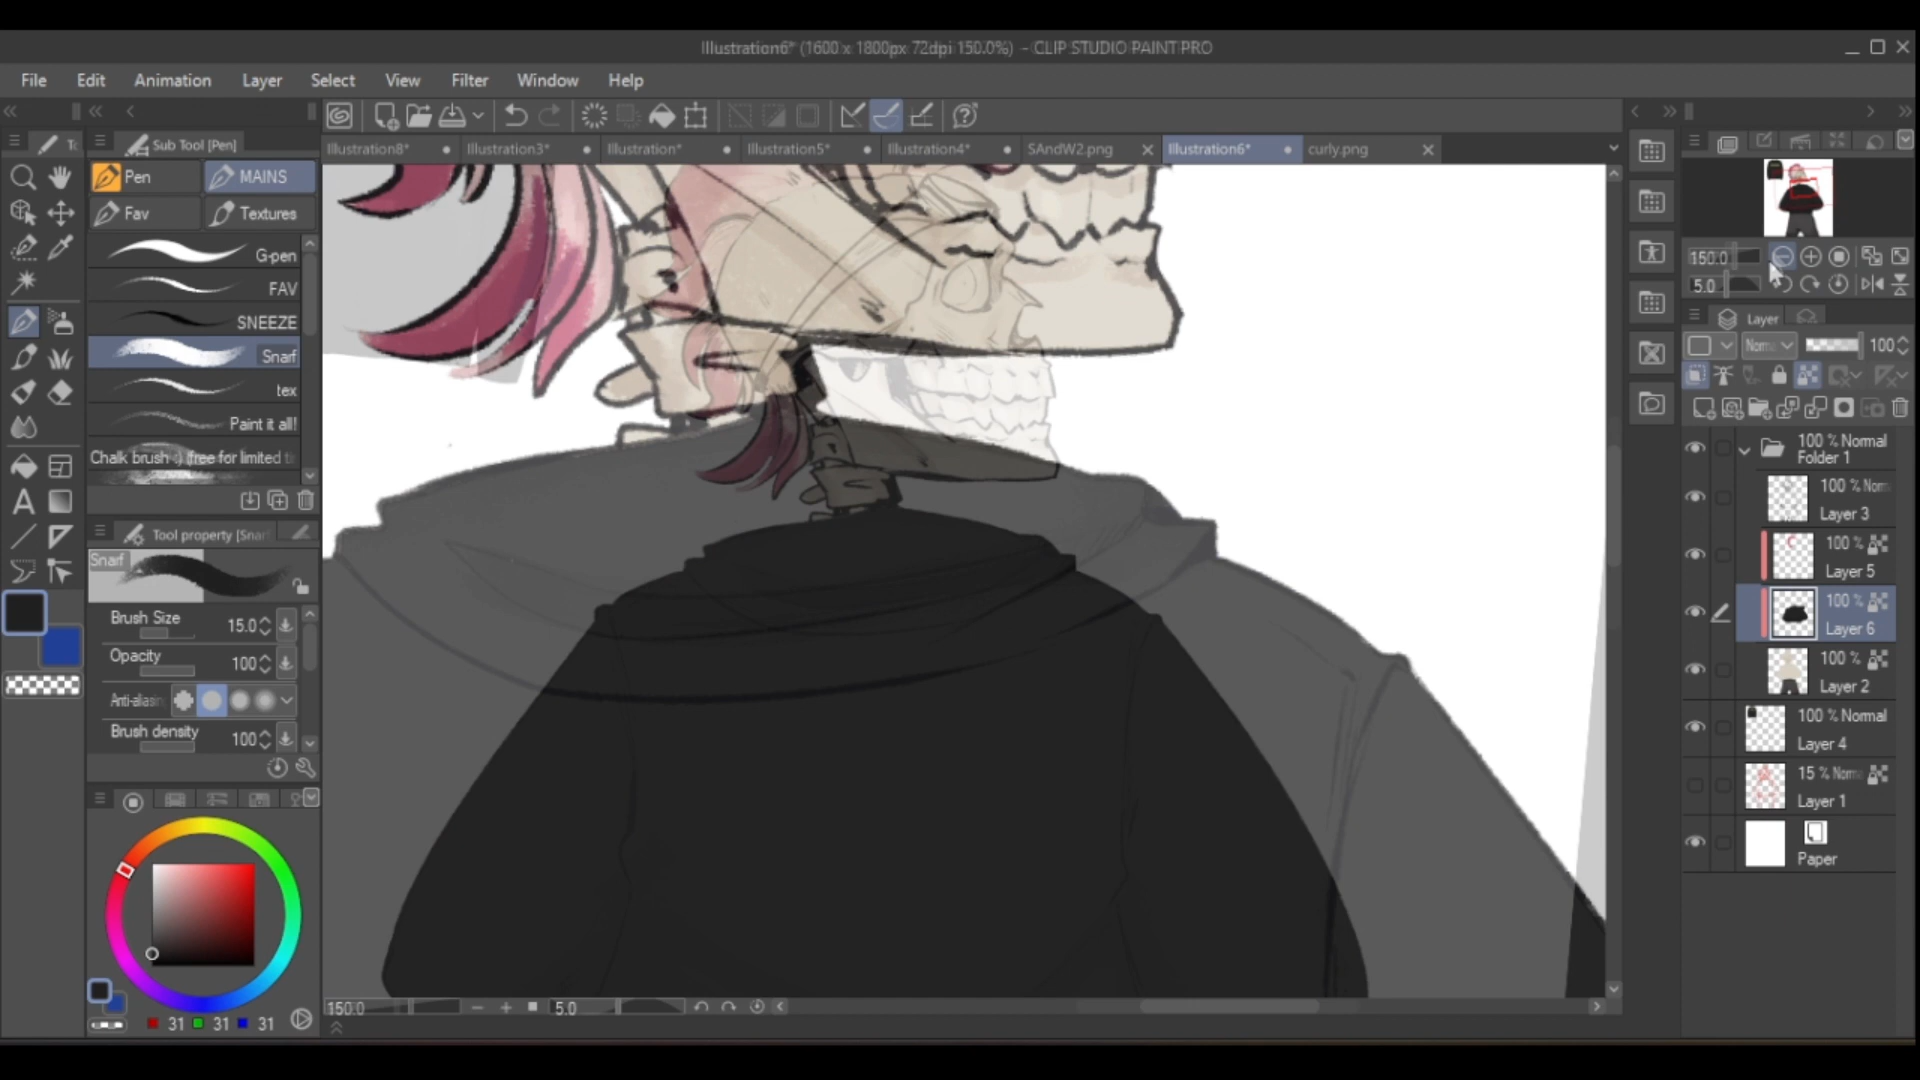 Illustration6* (1600 x 1800px 72dpi 150.0%) - CLIP STUDIO PAINT PRO
File Edit Animation Layer Select View Filter Window Help
Sub Tool [Pen]
Illustration8* Illustration3* Illustration* Illustration5* Illustration4* SAndW2.png Illustration6* curly.png
Pen MAINS
Fav Textures
G-pen
FAV
SNEEZE
Snarf
tex
Paint it all!
Chalk brush :) (free for limited ti
Tool property [Snarf
Snarf
Brush Size 15.0
Opacity 100
Anti-aliasin
Brush density 100
31 31 31
150.0 5.0
150.0
5.0
Layer
Norma 100
100 % Normal
Folder 1
100 % Norm
Layer 3
100 %
Layer 5
100 %
Layer 6
100 %
Layer 2
100 % Normal
Layer 4
15 % Norma
Layer 1
Paper